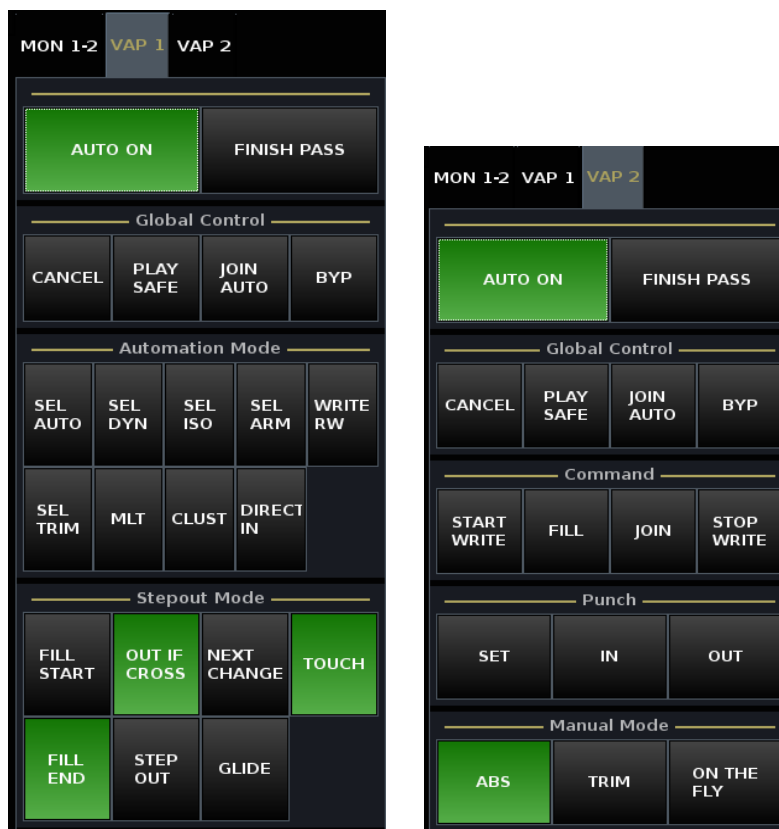 MON 1-2 VAP 1 VAP 2
AUTO ON FINISH PASS
Global Control
CANCEL PLAY SAFE JOIN AUTO BYP
Automation Mode
SEL AUTO SEL DYN SEL ISO SEL ARM WRITE RW
SEL TRIM MLT CLUST DIRECT IN
Stepout Mode
FILL START OUT IF CROSS NEXT CHANGE TOUCH
FILL END STEP OUT GLIDE
MON 1-2 VAP 1 VAP 2
AUTO ON FINISH PASS
Global Control
CANCEL PLAY SAFE JOIN AUTO BYP
Command
START WRITE FILL JOIN STOP WRITE
Punch
SET IN OUT
Manual Mode
ABS TRIM ON THE FLY